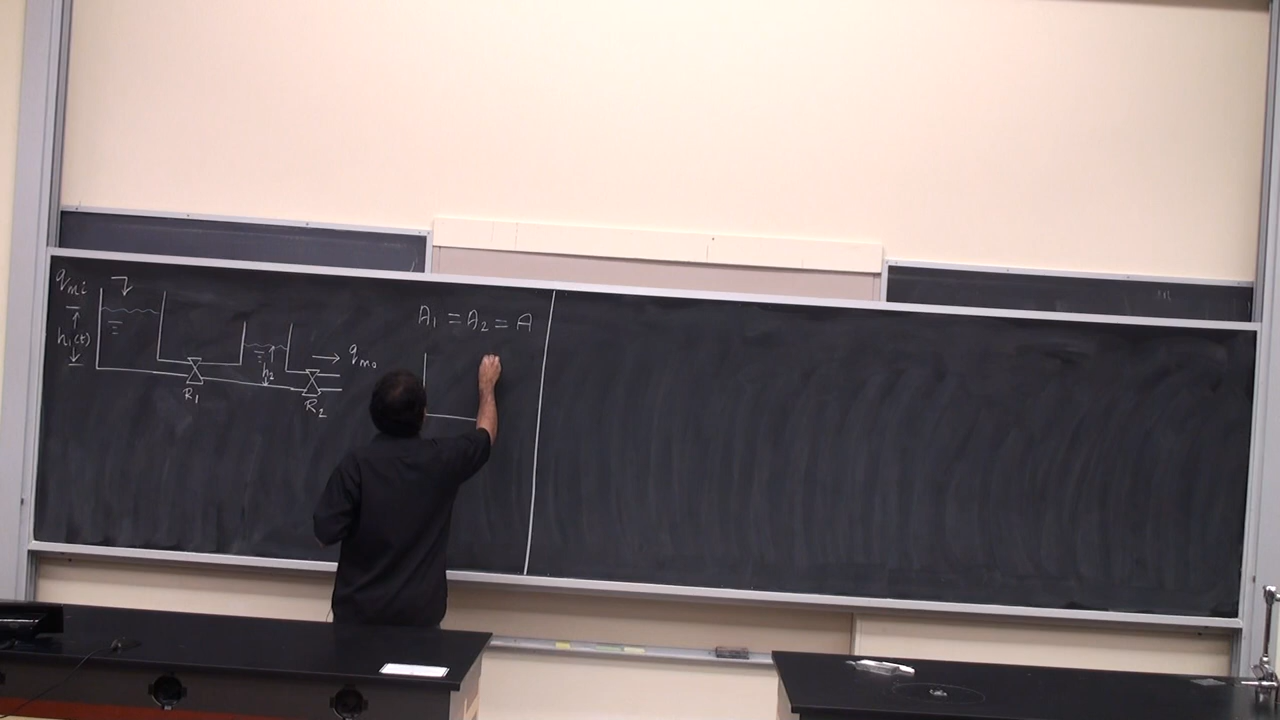 q_mi
h₁(t)
R₁
h₂
R₂
q_mo
A₁ = A₂ = A